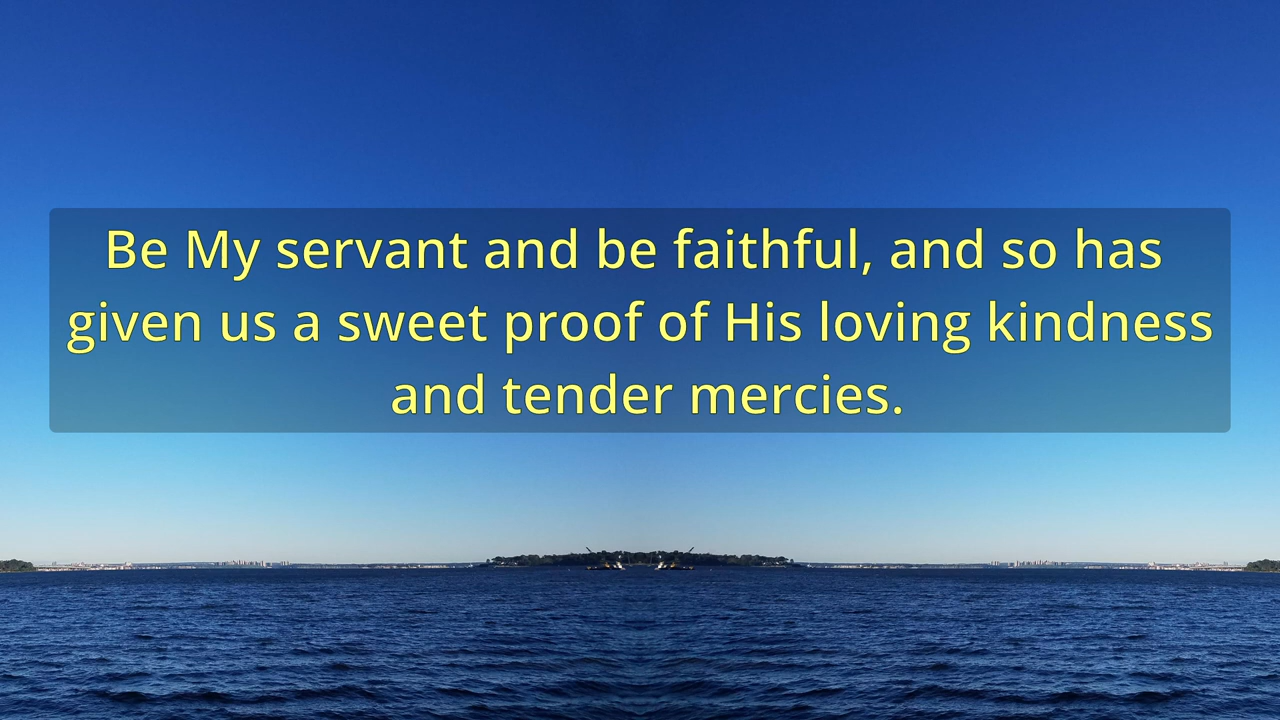 Be My servant and be faithful, and so has
given us a sweet proof of His loving kindness
and tender mercies.